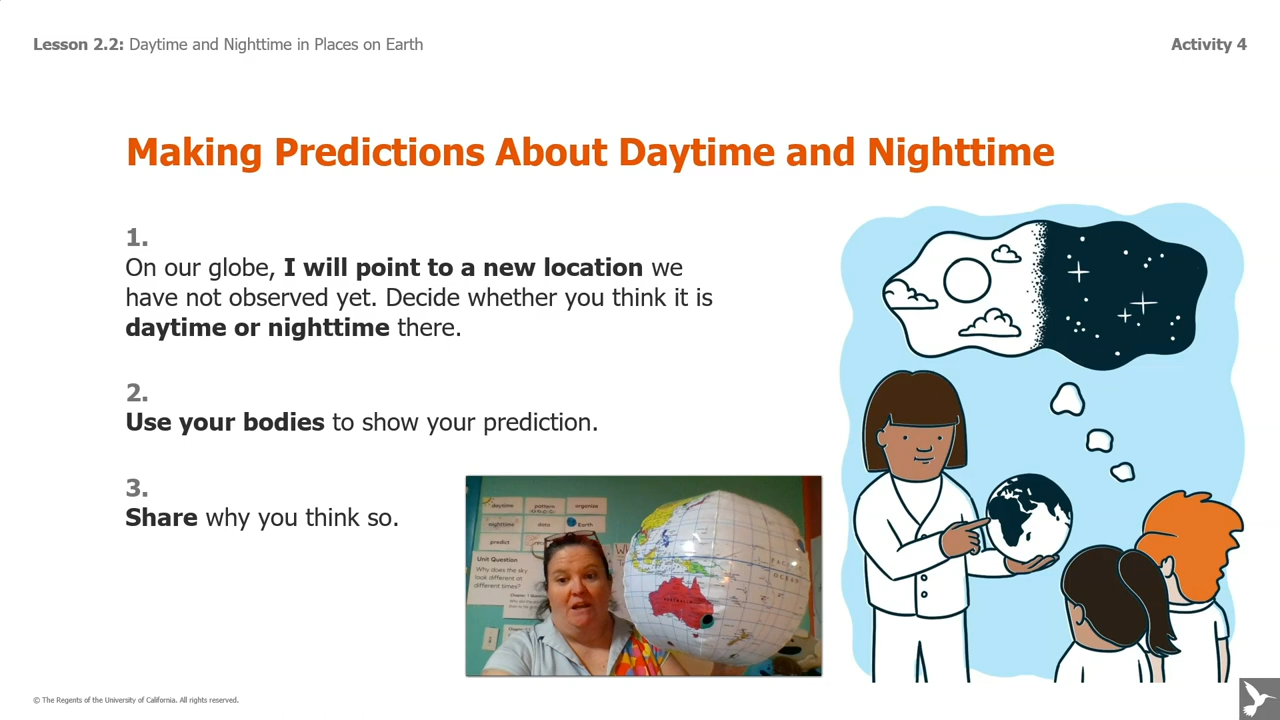 Lesson 2.2: Daytime and Nighttime in Places on Earth
Activity 4
Making Predictions About Daytime and Nighttime
1.
On our globe, I will point to a new location we
have not observed yet. Decide whether you think it is
daytime or nighttime there.
2.
Use your bodies to show your prediction.
3.
Share why you think so.
daytime
pattern
organize
nighttime
data
Earth
predict
Unit Question
Why does the sky
look different at
different times?
AUSTRALIA
PACIFIC
OCEAN
© The Regents of the University of California. All rights reserved.